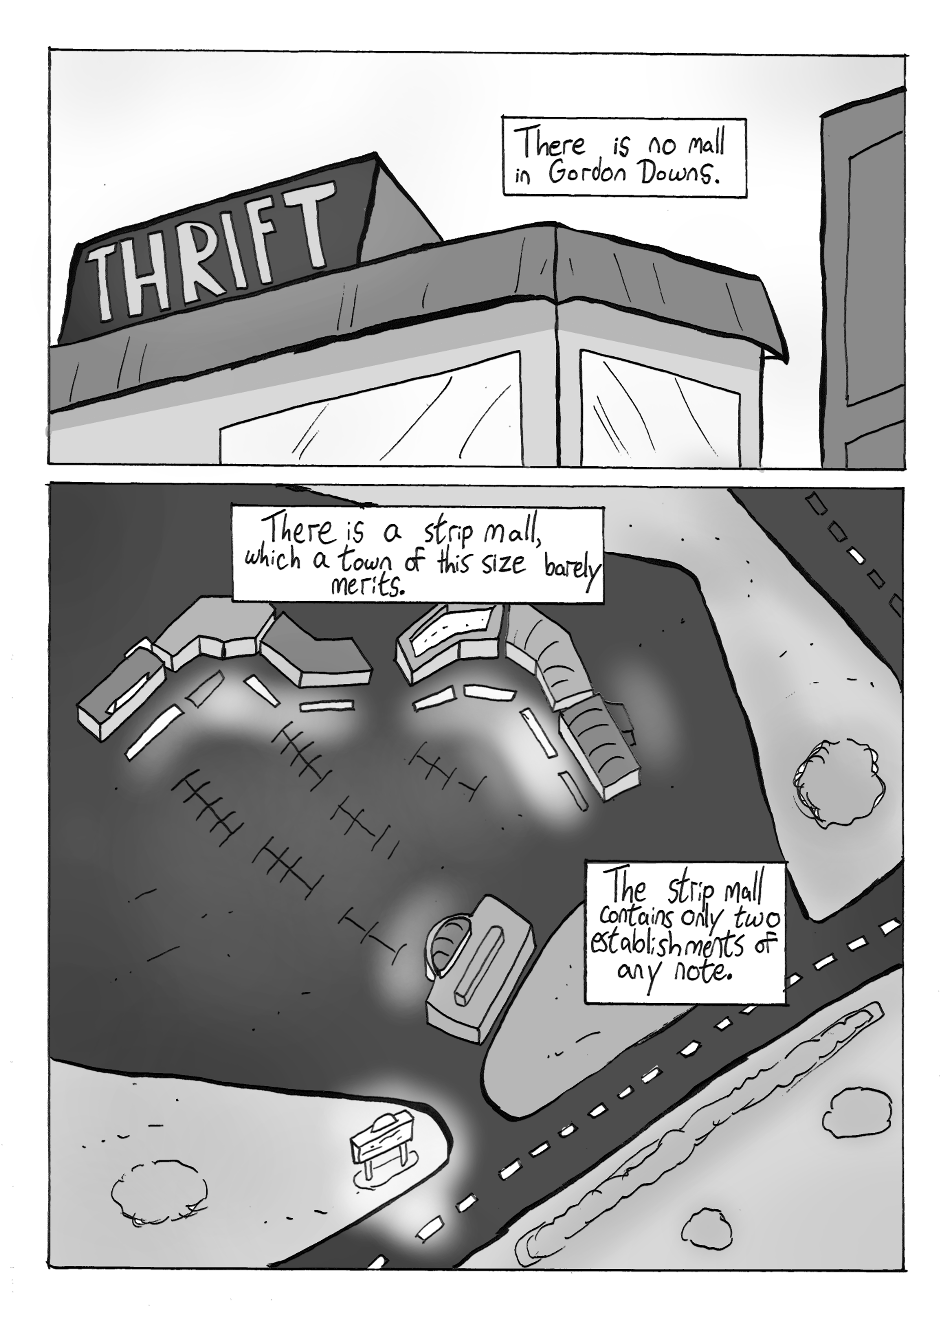 There is no mall
in Gordon Downs.
THRIFT
There is a strip mall,
which a town of this size barely
merits.
The strip mall
contains only two
establishments of
any note.